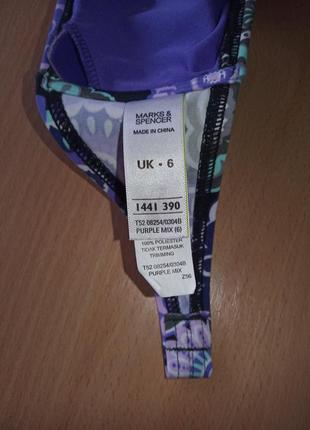 MARKS &
SPENCER
MADE IN CHINA
UK • 6
1441 390
T52 08254/0304B
PURPLE MIX (6)
100% POLIESTER
TIDAK TERMASUK
TRIMMING
T52 08254/0304B
PURPLE MIX
Z56